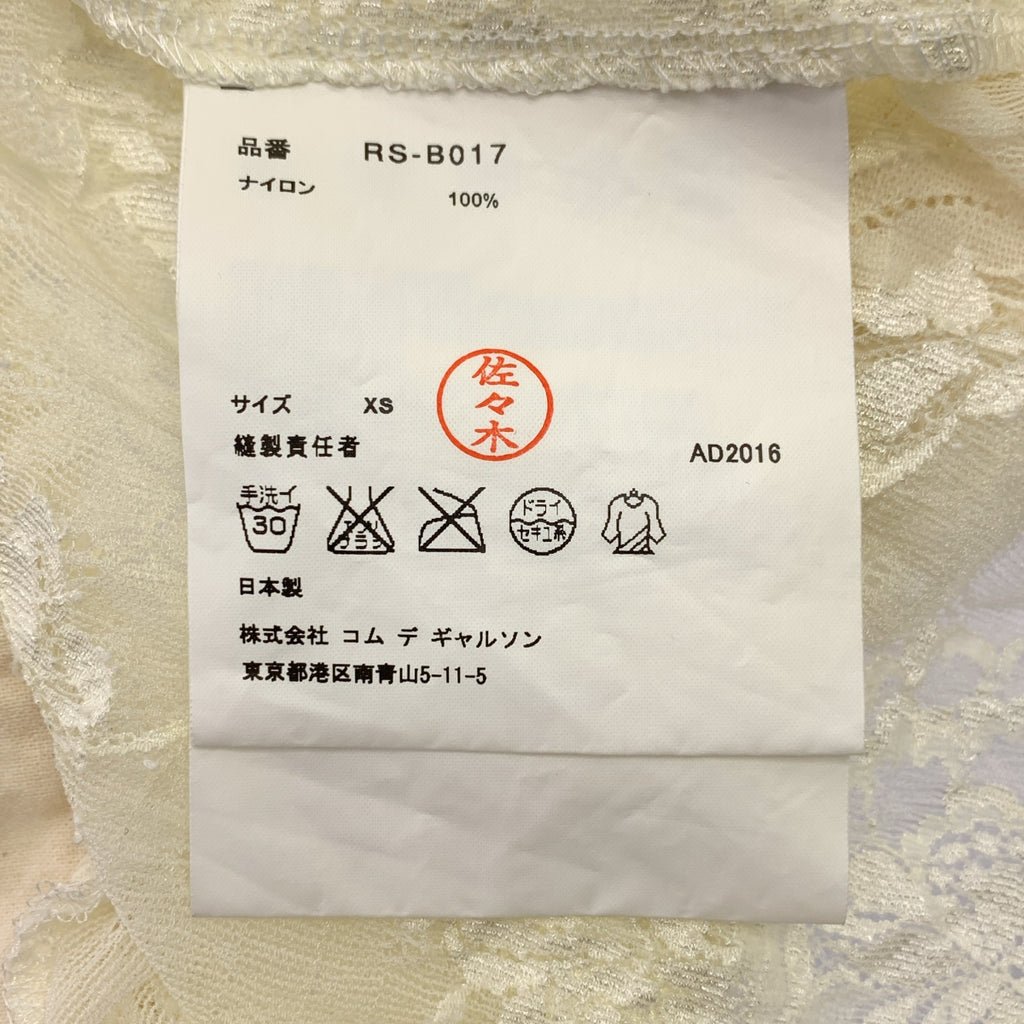 品番 RS-B017
ナイロン 100%
佐々木
サイズ XS
縫製責任者 AD2016
手洗イ
30
ドライ
セキユ系
日本製
株式会社 コム デ ギャルソン
東京都港区南青山5-11-5